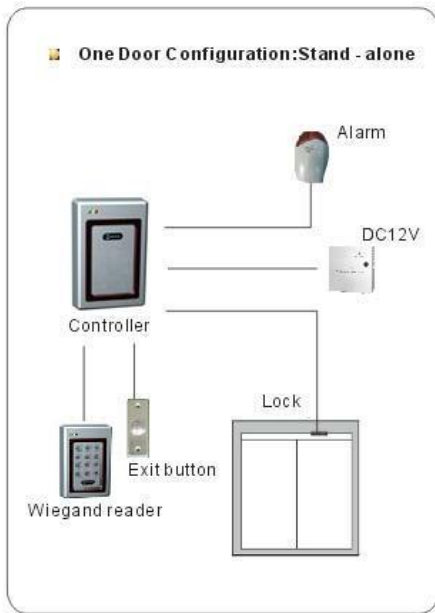 One Door Configuration:Stand - alone
Alarm
DC12V
Controller
Lock
Exit button
Wiegand reader